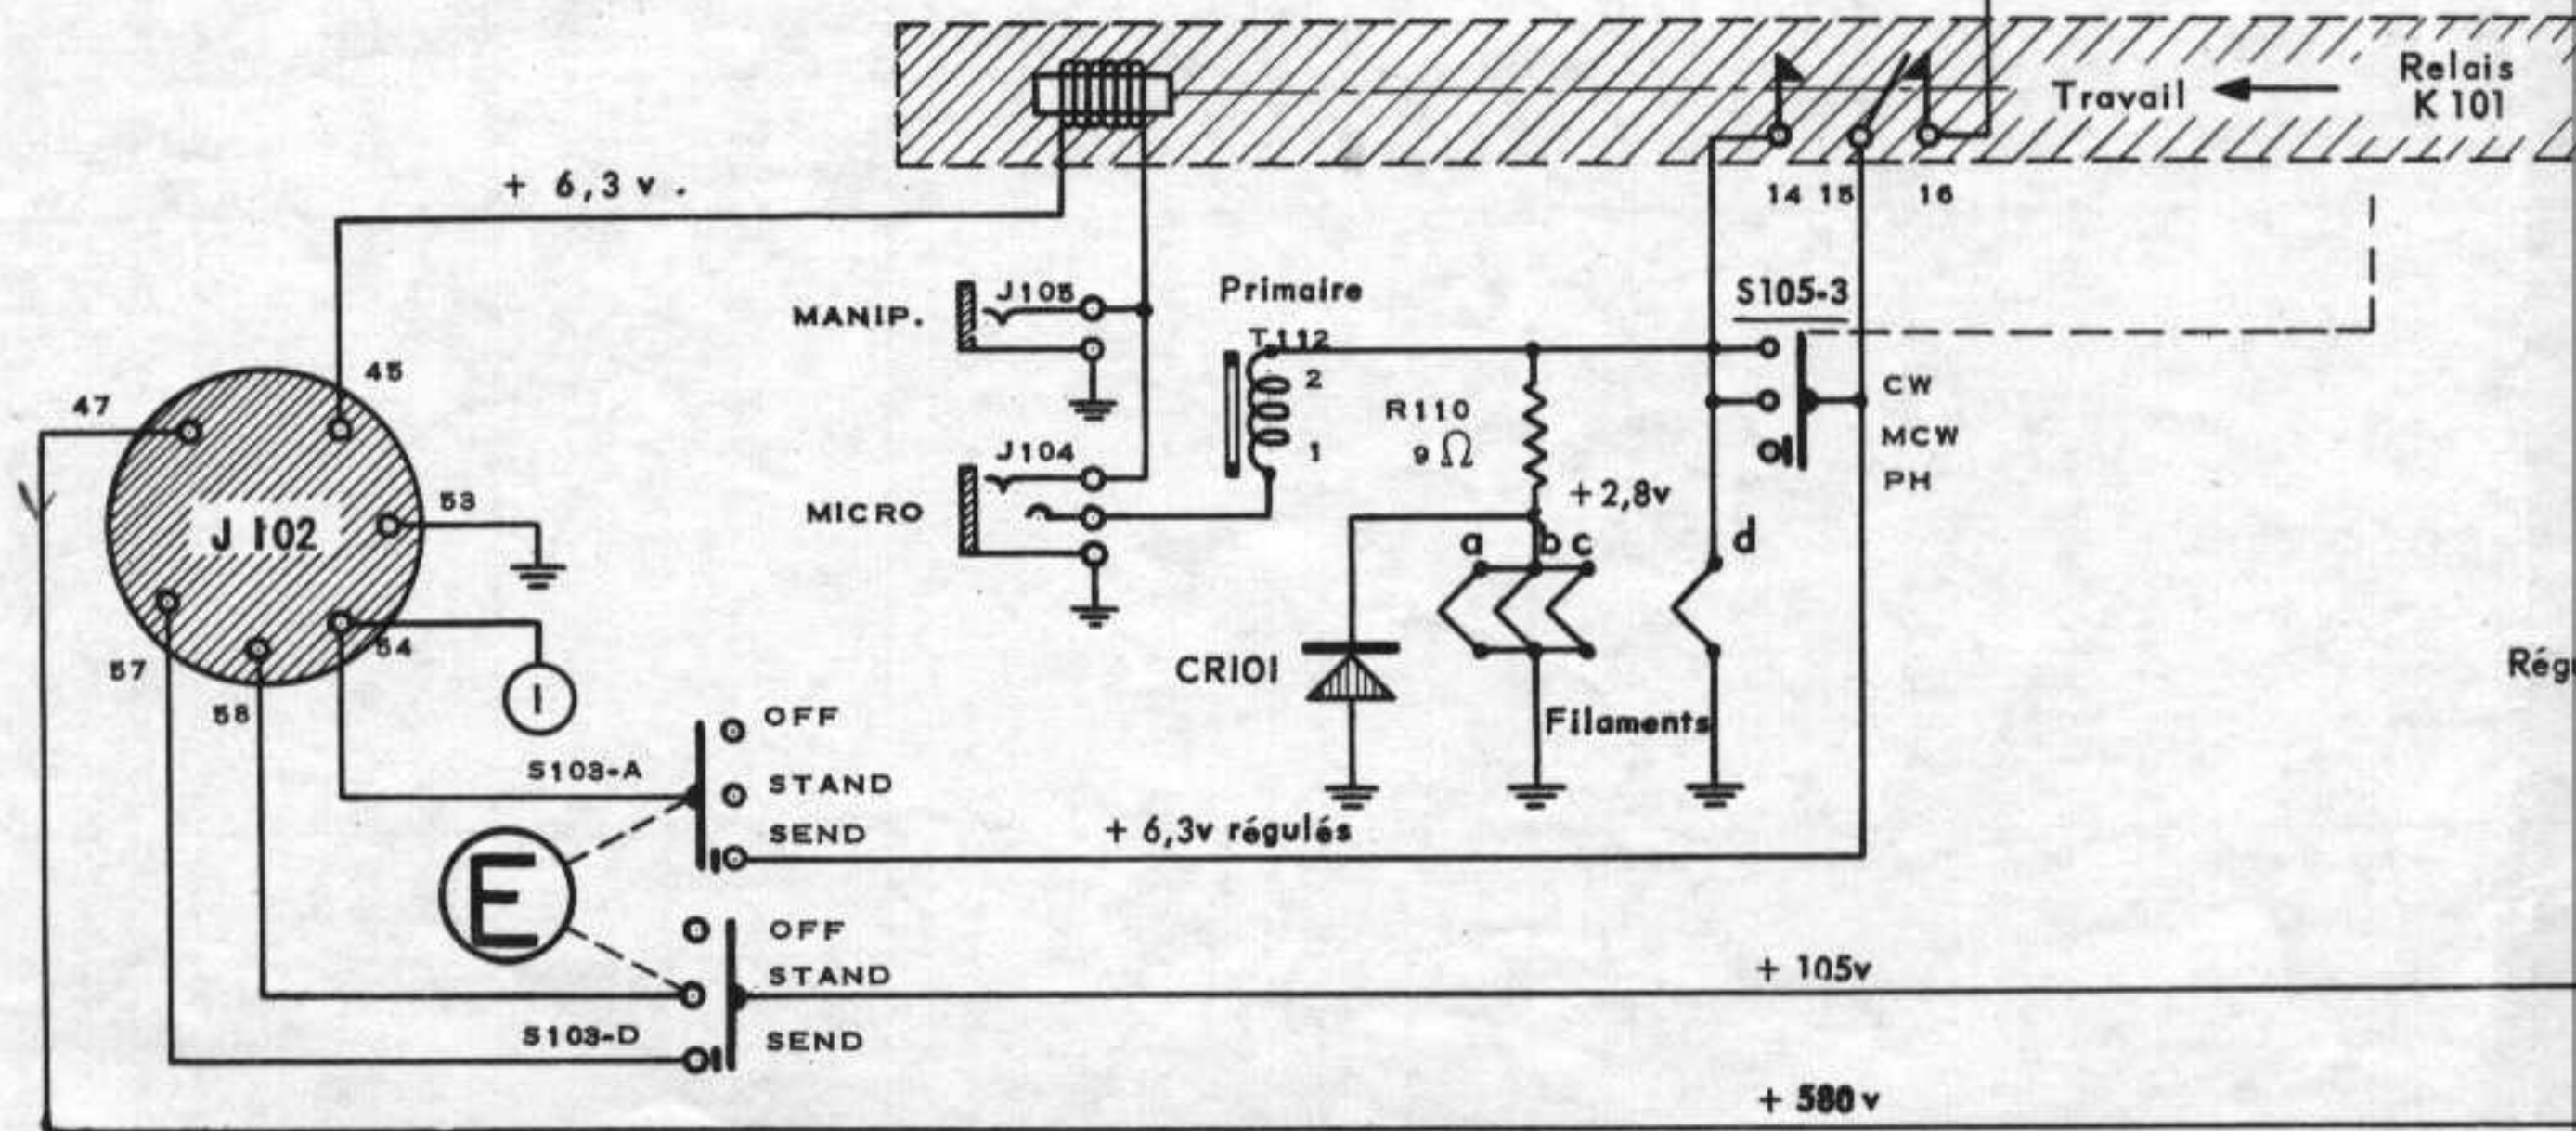 Relais
K 101
Travail
+ 6,3 v .
14 15 16
MANIP.
J105
Primaire
T.112
2
1
S105-3
CW
MCW
PH
45
47
53
J 102
57
58
54
I
MICRO
J104
R110
9 Ω
+ 2,8v
a b c d
CR101
Filaments
Rég
OFF
S103-A
STAND
SEND
+ 6,3v régulés
E
OFF
STAND
S103-D
SEND
+ 105v
+ 580 v